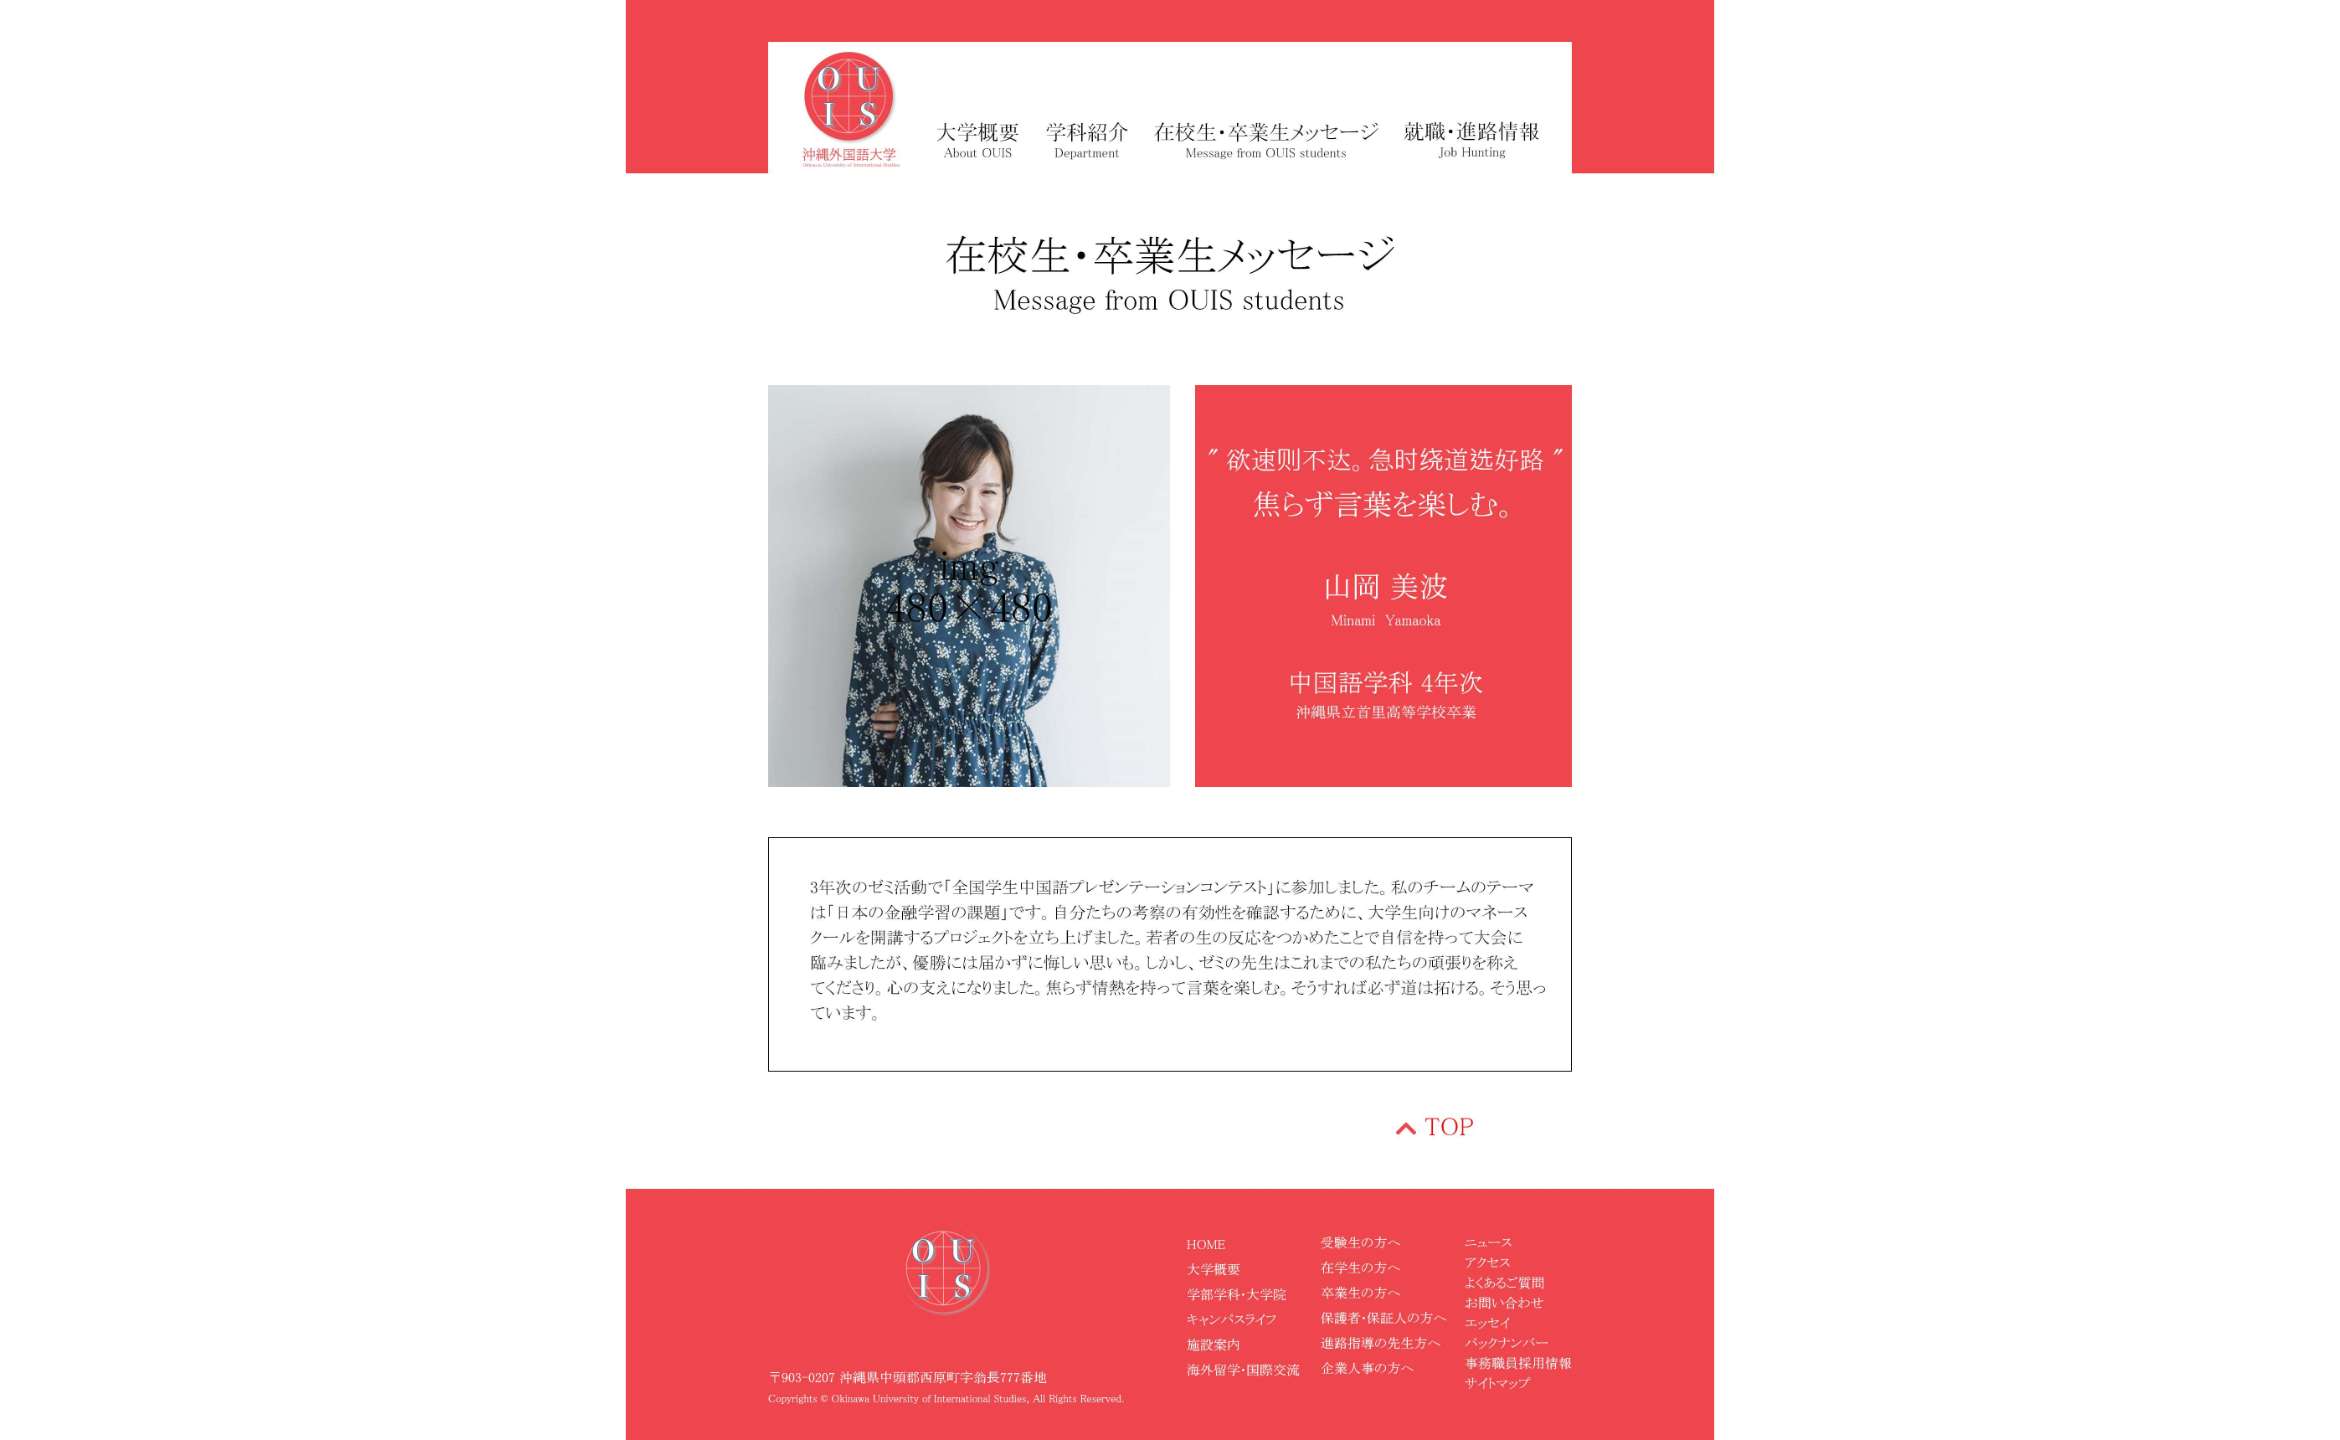 O U
I S
沖縄外国語大学
Okinawa University of International Studies
大学概要
About OUIS
学科紹介
Department
在校生・卒業生メッセージ
Message from OUIS students
就職・進路情報
Job Hunting
在校生・卒業生メッセージ
Message from OUIS students
img
480×480
〃 欲速则不达。急时绕道选好路 〃
焦らず言葉を楽しむ。
山岡 美波
Minami Yamaoka
中国語学科 4年次
沖縄県立首里高等学校卒業
3年次のゼミ活動で「全国学生中国語プレゼンテーションコンテスト」に参加しました。私のチームのテーマ
は「日本の金融学習の課題」です。自分たちの考察の有効性を確認するために、大学生向けのマネース
クールを開講するプロジェクトを立ち上げました。若者の生の反応をつかめたことで自信を持って大会に
臨みましたが、優勝には届かずに悔しい思いも。しかし、ゼミの先生はこれまでの私たちの頑張りを称え
てくださり。心の支えになりました。焦らず情熱を持って言葉を楽しむ。そうすれば必ず道は拓ける。そう思っ
ています。
TOP
O U
I S
〒903-0207 沖縄県中頭郡西原町字翁長777番地
Copyrights © Okinawa University of International Studies, All Rights Reserved.
HOME
大学概要
学部学科・大学院
キャンパスライフ
施設案内
海外留学・国際交流
受験生の方へ
在学生の方へ
卒業生の方へ
保護者・保証人の方へ
進路指導の先生方へ
企業人事の方へ
ニュース
アクセス
よくあるご質問
お問い合わせ
エッセイ
バックナンバー
事務職員採用情報
サイトマップ